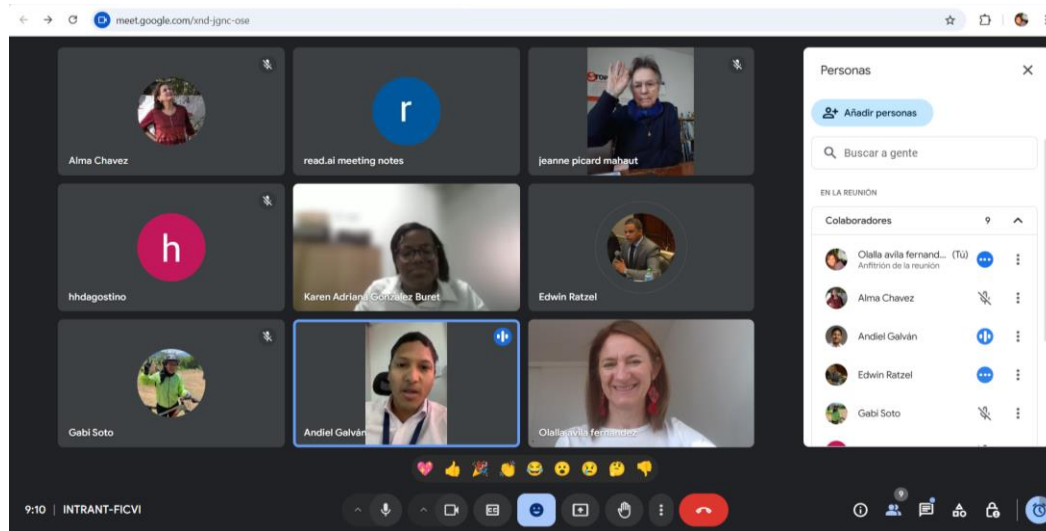 meet.google.com/xnd-jgnc-ose
Alma Chavez
r
read.ai meeting notes
jeanne picard mahaut
h
hhdagostino
Karen Adriana González Buret
Edwin Ratzel
Gabi Soto
Andiel Galván
Olalla avila fernandez
Personas
Añadir personas
Buscar a gente
EN LA REUNIÓN
Colaboradores 9
Olalla avila fernand... (Tú)
Anfitrión de la reunión
Alma Chavez
Andiel Galván
Edwin Ratzel
Gabi Soto
9:10 | INTRANT-FICVI
CC
9